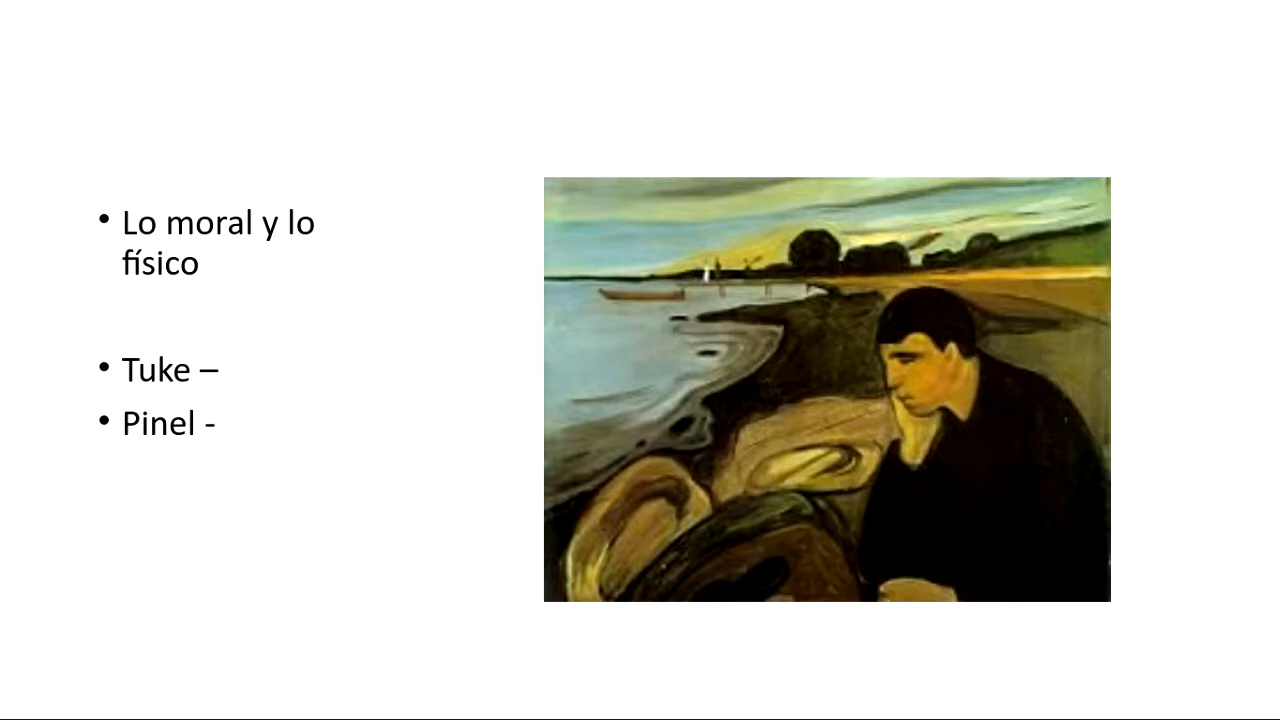 • Lo moral y lo
físico
• Tuke –
• Pinel -